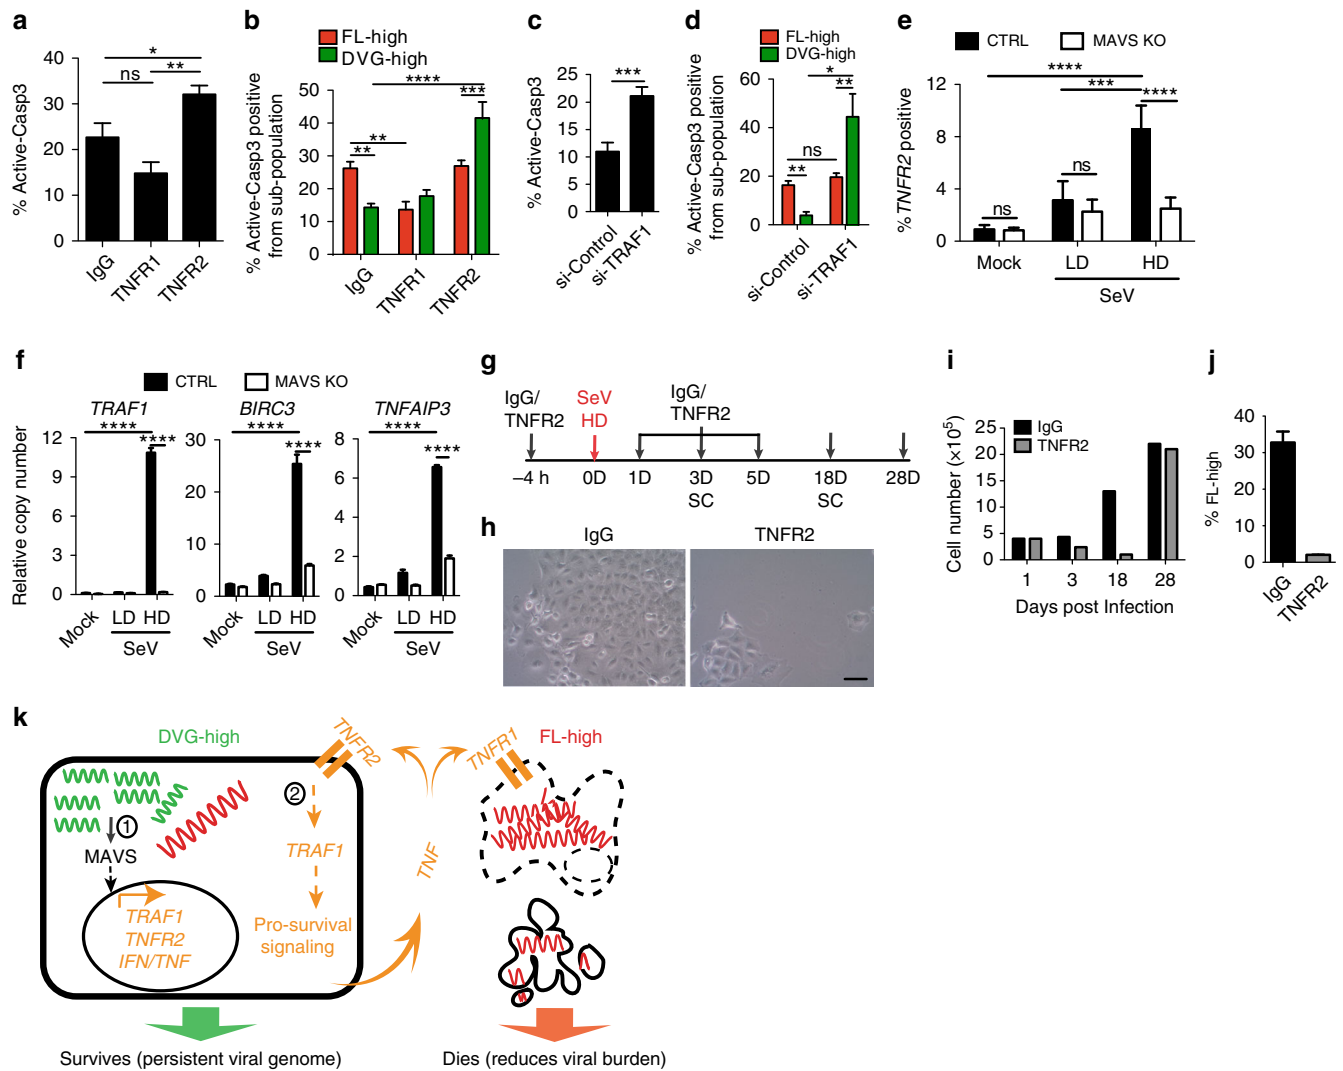 a
*
ns
**
% Active-Casp3
40
30
20
10
0
IgG
TNFR1
TNFR2
b
FL-high
DVG-high
****
***
**
**
% Active-Casp3 positive
from sub-population
50
40
30
20
10
0
IgG
TNFR1
TNFR2
c
***
% Active-Casp3
25
20
15
10
5
0
si-Control
si-TRAF1
d
FL-high
DVG-high
*
**
ns
**
% Active-Casp3 positive
from sub-population
60
40
20
0
si-Control
si-TRAF1
e
CTRL
MAVS KO
****
***
****
ns
ns
% TNFR2 positive
12
8
4
0
Mock
LD
HD
SeV
f
CTRL
MAVS KO
Relative copy number
TRAF1
****
****
12
9
6
3
0
Mock
LD
HD
SeV
BIRC3
****
****
30
20
10
0
Mock
LD
HD
SeV
TNFAIP3
****
****
8
6
4
2
0
Mock
LD
HD
SeV
g
IgG/
TNFR2
SeV
HD
IgG/
TNFR2
–4 h
0D
1D
3D
5D
18D
28D
SC
SC
h
IgG
TNFR2
i
IgG
TNFR2
Cell number (×10⁵)
25
20
15
10
5
0
1
3
18
28
Days post Infection
j
% FL-high
40
30
20
10
0
IgG
TNFR2
k
DVG-high
TNFR2
TNFR1
FL-high
1
MAVS
2
TRAF1
TNF
TRAF1
TNFR2
IFN/TNF
Pro-survival
signaling
Survives (persistent viral genome)
Dies (reduces viral burden)